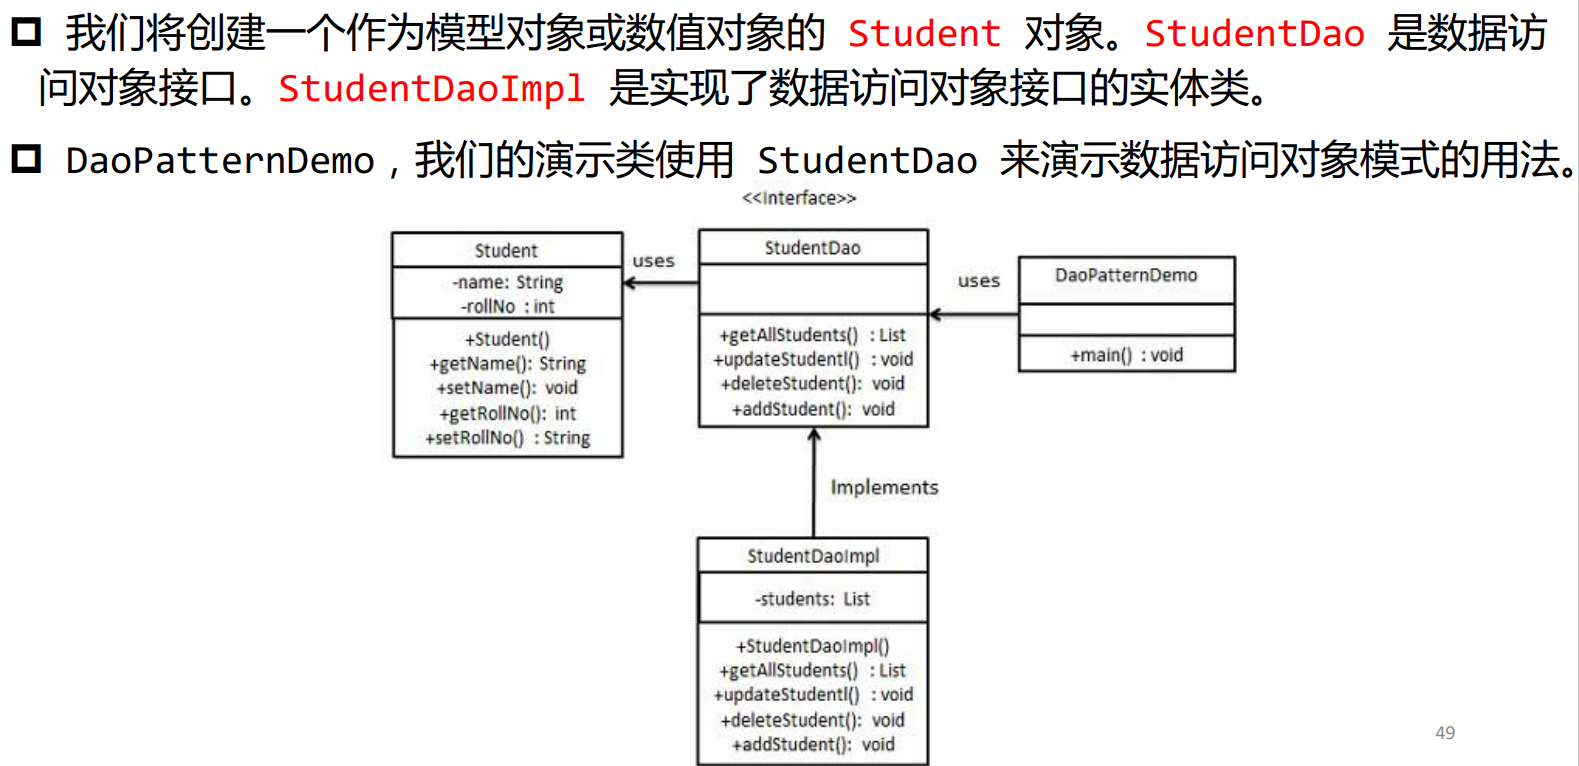 我们将创建一个作为模型对象或数值对象的 Student 对象。StudentDao 是数据访
问对象接口。StudentDaoImpl 是实现了数据访问对象接口的实体类。
DaoPatternDemo，我们的演示类使用 StudentDao 来演示数据访问对象模式的用法。
<<Interface>>
Student
-name: String
-rollNo : int
+Student()
+getName(): String
+setName(): void
+getRollNo(): int
+setRollNo() : String
uses
StudentDao
+getAllStudents() : List
+updateStudentl() : void
+deleteStudent(): void
+addStudent(): void
uses
DaoPatternDemo
+main() : void
Implements
StudentDaoImpl
-students: List
+StudentDaoImpl()
+getAllStudents() : List
+updateStudentl() : void
+deleteStudent(): void
+addStudent(): void
49